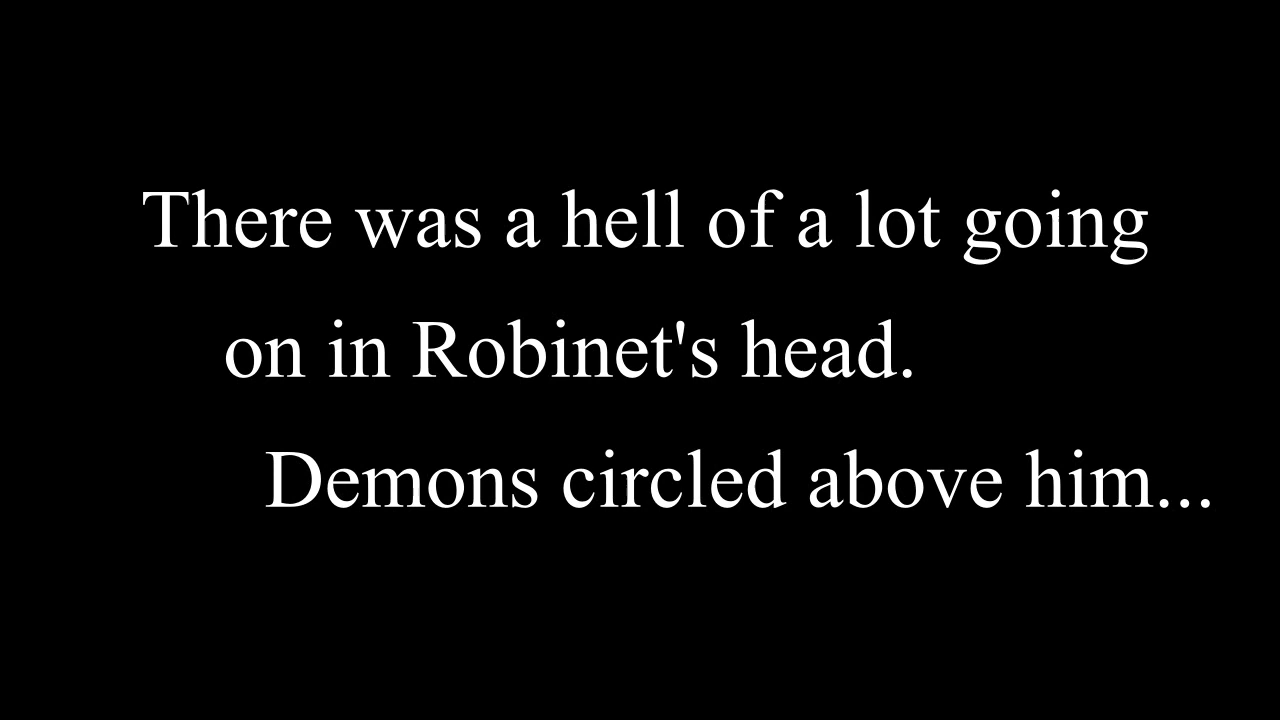 There was a hell of a lot going
on in Robinet's head.
Demons circled above him...